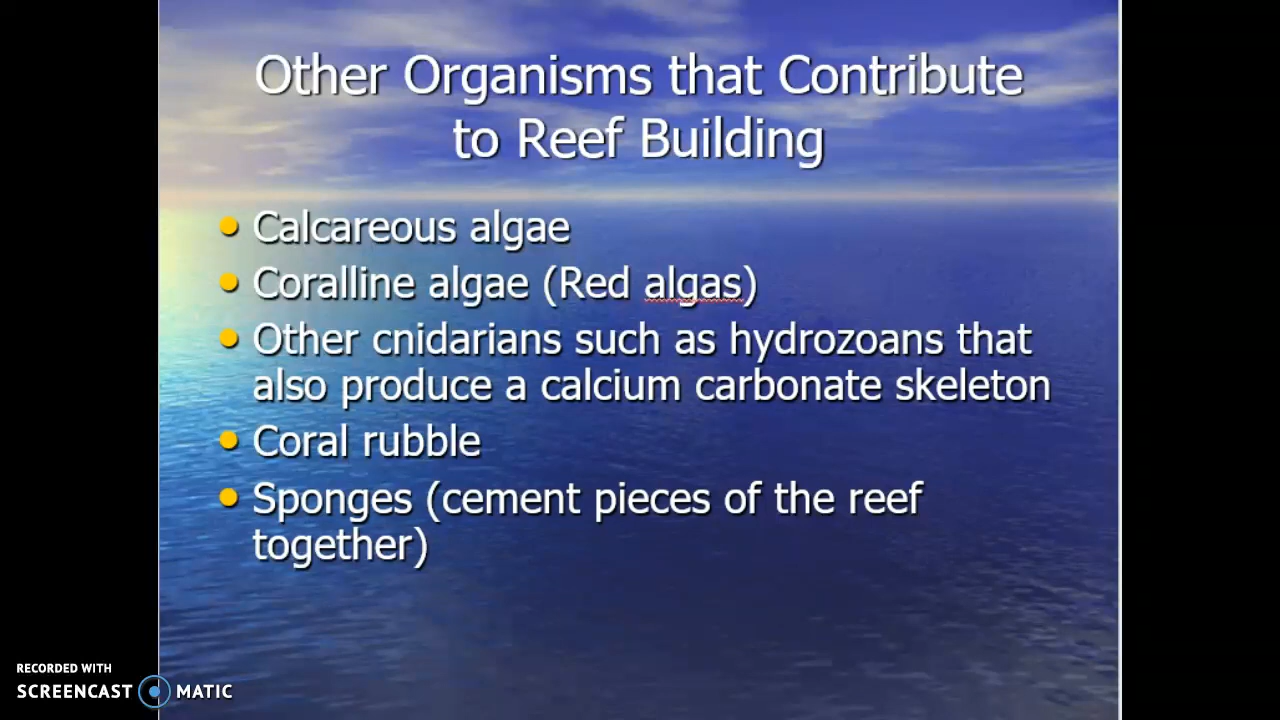 Other Organisms that Contribute
to Reef Building
• Calcareous algae
• Coralline algae (Red algas)
• Other cnidarians such as hydrozoans that
also produce a calcium carbonate skeleton
• Coral rubble
• Sponges (cement pieces of the reef
together)
RECORDED WITH
SCREENCAST MATIC